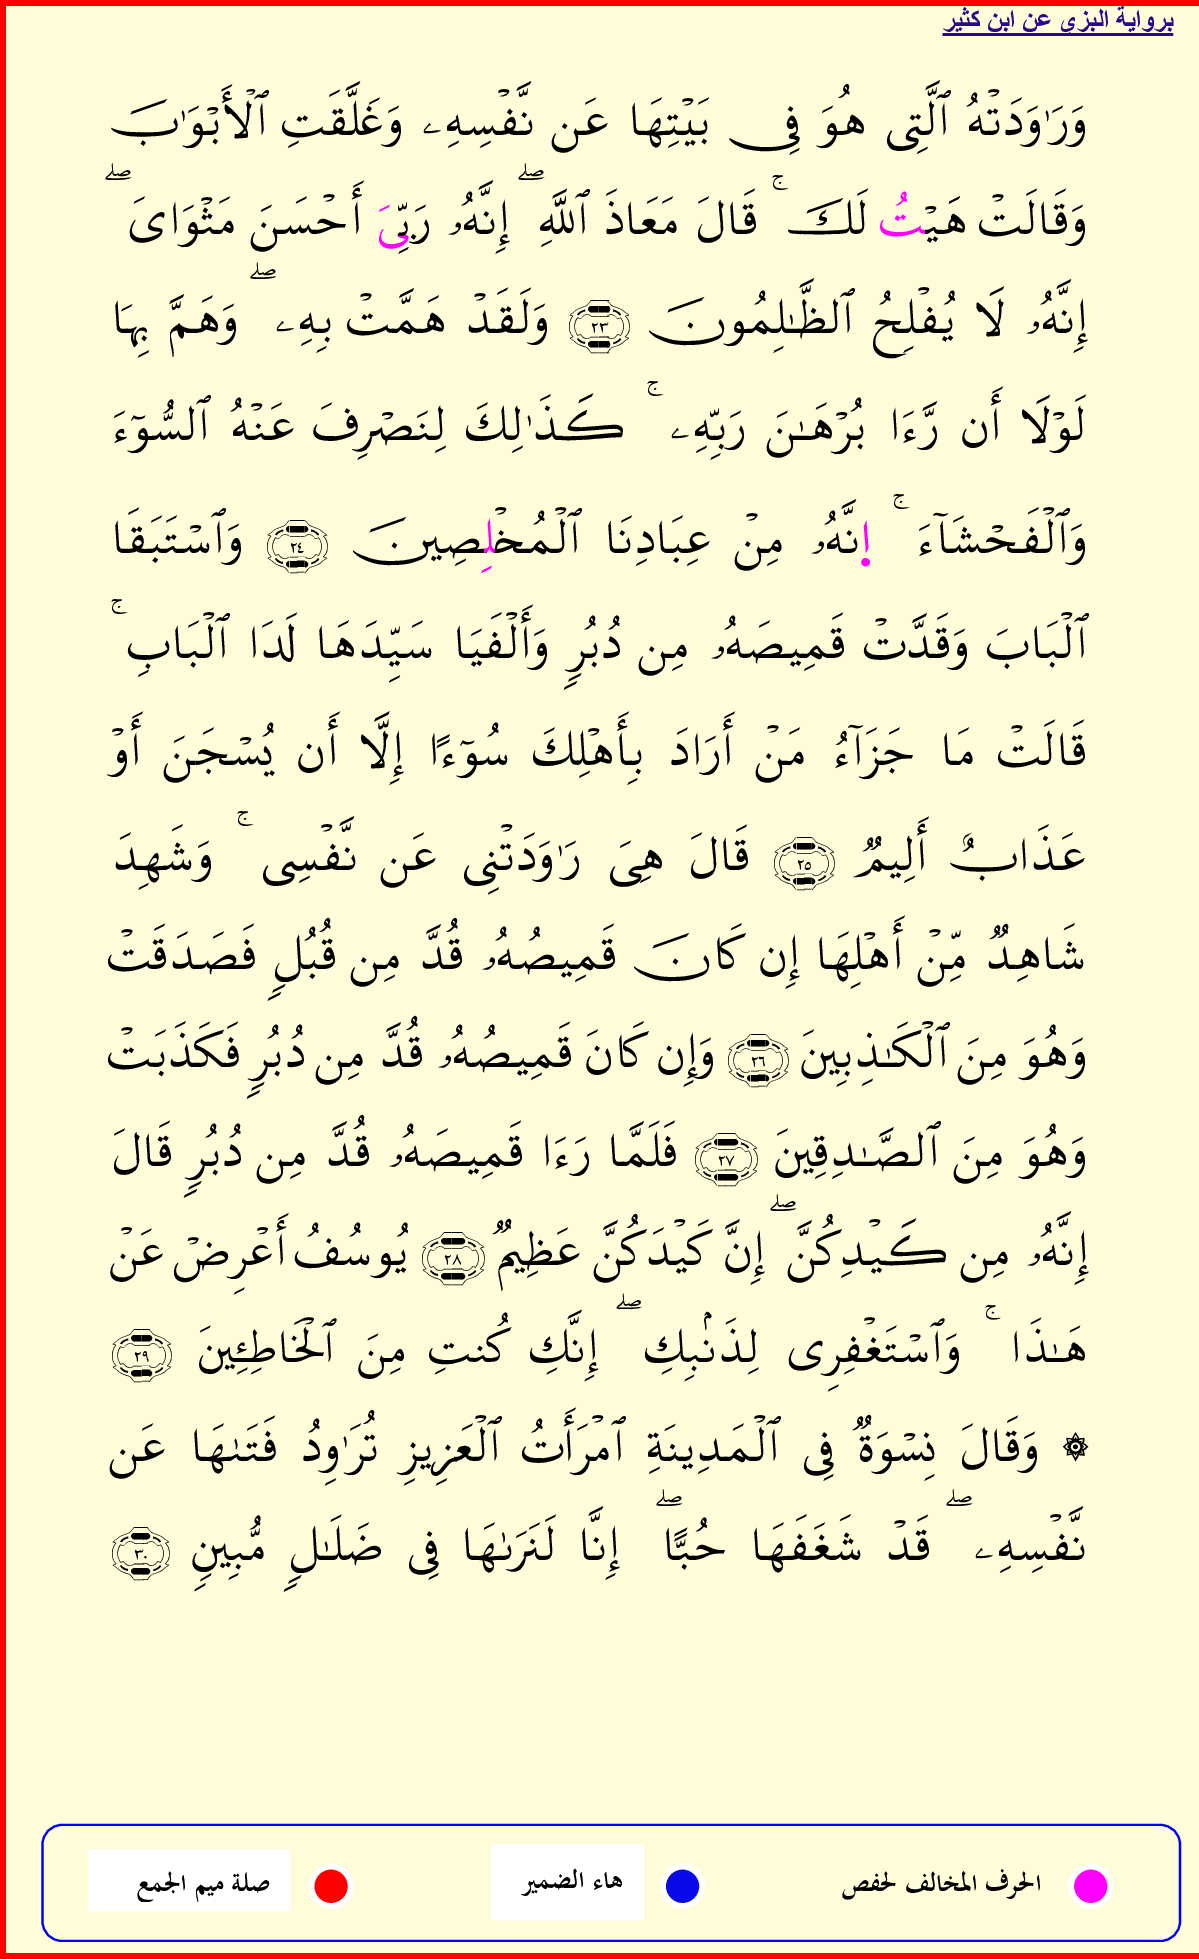 برواية البزي عن ابن كثير
وَرَٰوَدَتۡهُ ٱلَّتِى هُوَ فِى بَيۡتِهَا عَن نَّفۡسِهِۦ وَغَلَّقَتِ ٱلۡأَبۡوَٰبَ
وَقَالَتۡ هَيۡتُ لَكَۚ قَالَ مَعَاذَ ٱللَّهِۖ إِنَّهُۥ رَبِّىَ أَحۡسَنَ مَثۡوَاىَۖ
إِنَّهُۥ لَا يُفۡلِحُ ٱلظَّـٰلِمُونَ ٢٣ وَلَقَدۡ هَمَّتۡ بِهِۦۖ وَهَمَّ بِهَا
لَوۡلَا أَن رَّءَا بُرۡهَـٰنَ رَبِّهِۦۚ كَذَٰلِكَ لِنَصۡرِفَ عَنۡهُ ٱلسُّوٓءَ
وَٱلۡفَحۡشَآءَۚ ٱ۪نَّهُۥ مِنۡ عِبَادِنَا ٱلۡمُخۡلِصِينَ ٢٤ وَٱسۡتَبَقَا
ٱلۡبَابَ وَقَدَّتۡ قَمِيصَهُۥ مِن دُبُرٍ وَأَلۡفَيَا سَيِّدَهَا لَدَا ٱلۡبَابِۚ
قَالَتۡ مَا جَزَآءُ مَنۡ أَرَادَ بِأَهۡلِكَ سُوٓءًا إِلَّا أَن يُسۡجَنَ أَوۡ
عَذَابٌ أَلِيمٌ ٢٥ قَالَ هِىَ رَٰوَدَتۡنِى عَن نَّفۡسِىۚ وَشَهِدَ
شَاهِدٌ مِّنۡ أَهۡلِهَا إِن كَانَ قَمِيصُهُۥ قُدَّ مِن قُبُلٍ فَصَدَقَتۡ
وَهُوَ مِنَ ٱلۡكَـٰذِبِينَ ٢٦ وَإِن كَانَ قَمِيصُهُۥ قُدَّ مِن دُبُرٍ فَكَذَبَتۡ
وَهُوَ مِنَ ٱلصَّـٰدِقِينَ ٢٧ فَلَمَّا رَءَا قَمِيصَهُۥ قُدَّ مِن دُبُرٍ قَالَ
إِنَّهُۥ مِن كَيۡدِكُنَّۖ إِنَّ كَيۡدَكُنَّ عَظِيمٌ ٢٨ يُوسُفُ أَعۡرِضۡ عَنۡ
هَـٰذَاۚ وَٱسۡتَغۡفِرِى لِذَنۢبِكِۖ إِنَّكِ كُنتِ مِنَ ٱلۡخَاطِـِٔينَ ٢٩
۞ وَقَالَ نِسۡوَةٌ فِى ٱلۡمَدِينَةِ ٱمۡرَأَتُ ٱلۡعَزِيزِ تُرَٰوِدُ فَتَىٰهَا عَن
نَّفۡسِهِۦۖ قَدۡ شَغَفَهَا حُبًّاۖ إِنَّا لَنَرَىٰهَا فِى ضَلَـٰلٍ مُّبِينٍ ٣٠
الحرف المخالف لحفص هاء الضمير صلة ميم الجمع